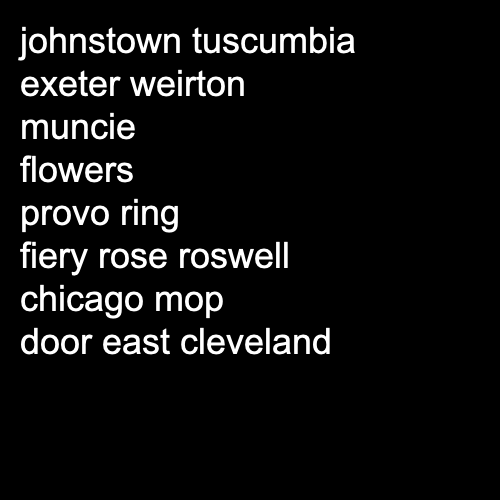 johnstown tuscumbia
exeter weirton
muncie
flowers
provo ring
fiery rose roswell
chicago mop
door east cleveland